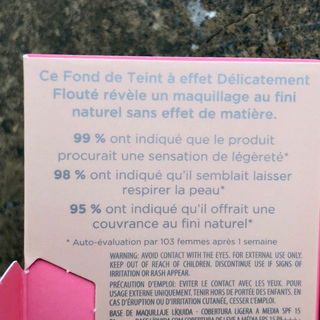 Ce Fond de Teint à effet Délicatement
Flouté révèle un maquillage au fini
naturel sans effet de matière.
99 % ont indiqué que le produit
procurait une sensation de légèreté*
98 % ont indiqué qu'il semblait laisser
respirer la peau*
95 % ont indiqué qu'il offrait une
couvrance au fini naturel*
* Auto-évaluation par 103 femmes après 1 semaine
WARNING: AVOID CONTACT WITH THE EYES. FOR EXTERNAL USE ONLY.
KEEP OUT OF REACH OF CHILDREN. DISCONTINUE USE IF SIGNS OF
IRRITATION OR RASH APPEAR.
PRÉCAUTION D'EMPLOI: ÉVITER LE CONTACT AVEC LES YEUX. POUR
USAGE EXTERNE UNIQUEMENT. TENIR HORS DE PORTÉE DES ENFANTS. EN
CAS D'ÉRUPTION OU D'IRRITATION CUTANÉE, CESSER L'EMPLOI.
BASE DE MAQUILLAJE LÍQUIDA - COBERTURA LIGERA A MEDIA SPF 15